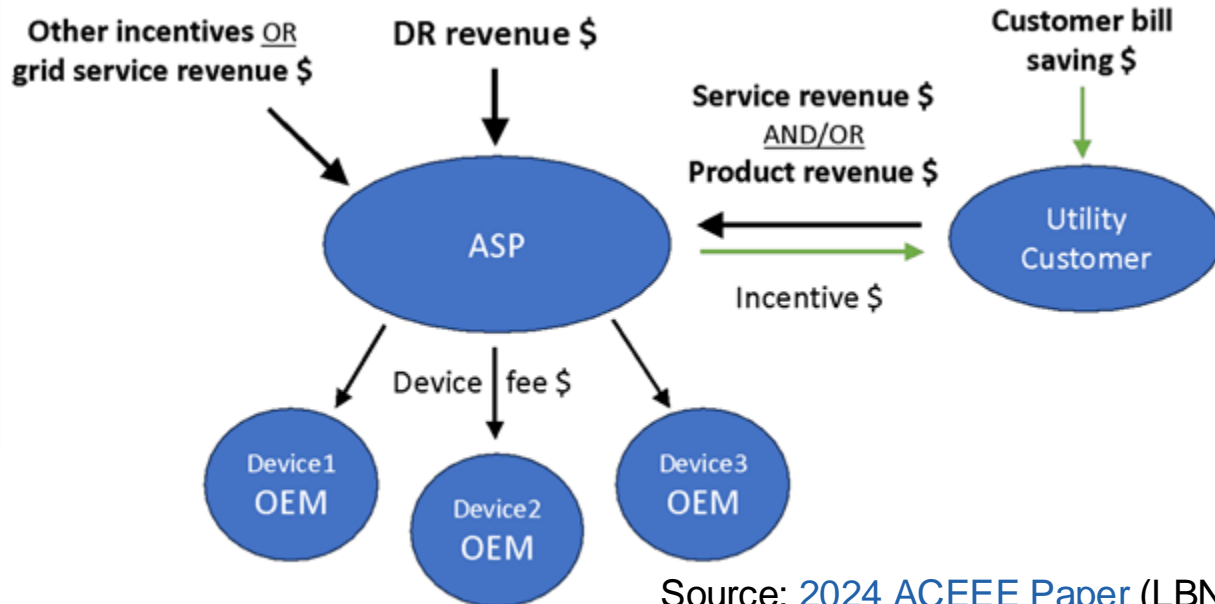 Other incentives OR
grid service revenue $
DR revenue $
Customer bill
saving $
Service revenue $
AND/OR
Product revenue $
ASP
Utility
Customer
Incentive $
Device fee $
Device1
OEM
Device2
OEM
Device3
OEM
Source: 2024 ACEEE Paper (LBN